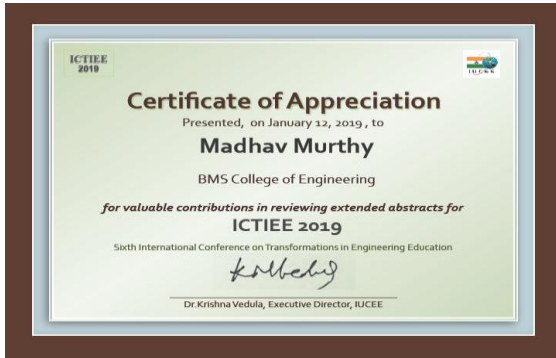 ICTIEE
2019
IUCEE
Certificate of Appreciation
Presented, on January 12, 2019, to
Madhav Murthy
BMS College of Engineering
for valuable contributions in reviewing extended abstracts for
ICTIEE 2019
Sixth International Conference on Transformations in Engineering Education
Dr.Krishna Vedula, Executive Director, IUCEE